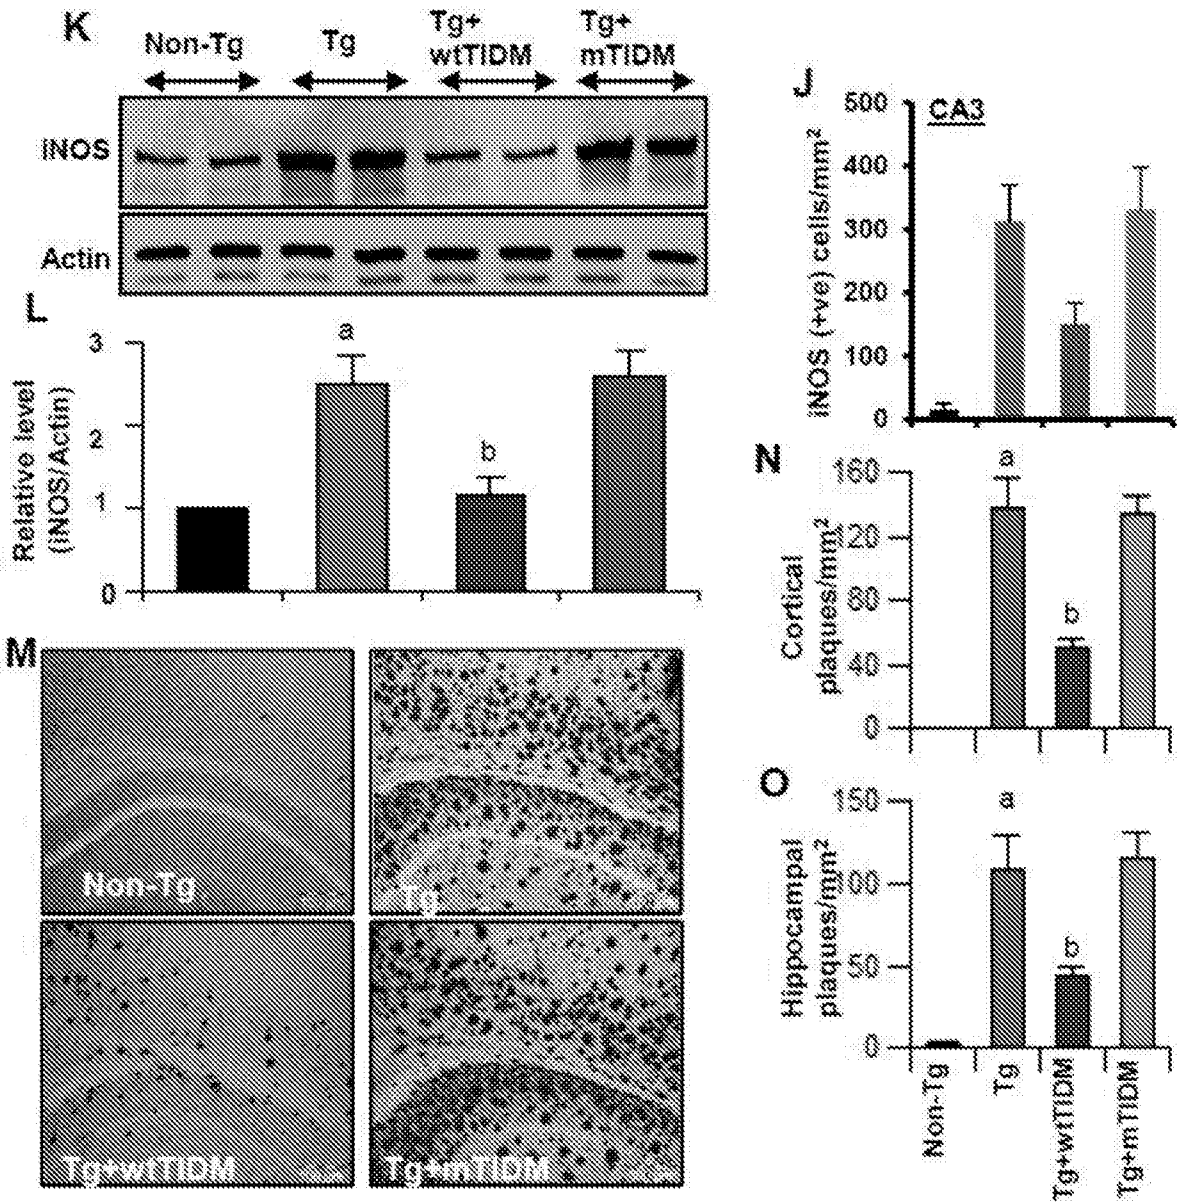 K
Non-Tg
Tg
Tg+
wtTIDM
Tg+
mTIDM
iNOS
Actin
J
CA3
iNOS (+ve) cells/mm²
500
400
300
200
100
0
L
Relative level
(iNOS/Actin)
3
2
1
0
a
b
M
Non-Tg
Tg
Tg+wtTIDM
Tg+mTIDM
N
Cortical
plaques/mm²
160
120
80
40
0
a
b
O
Hippocampal
plaques/mm²
150
100
50
0
a
b
Non-Tg
Tg
Tg+wtTIDM
Tg+mTIDM